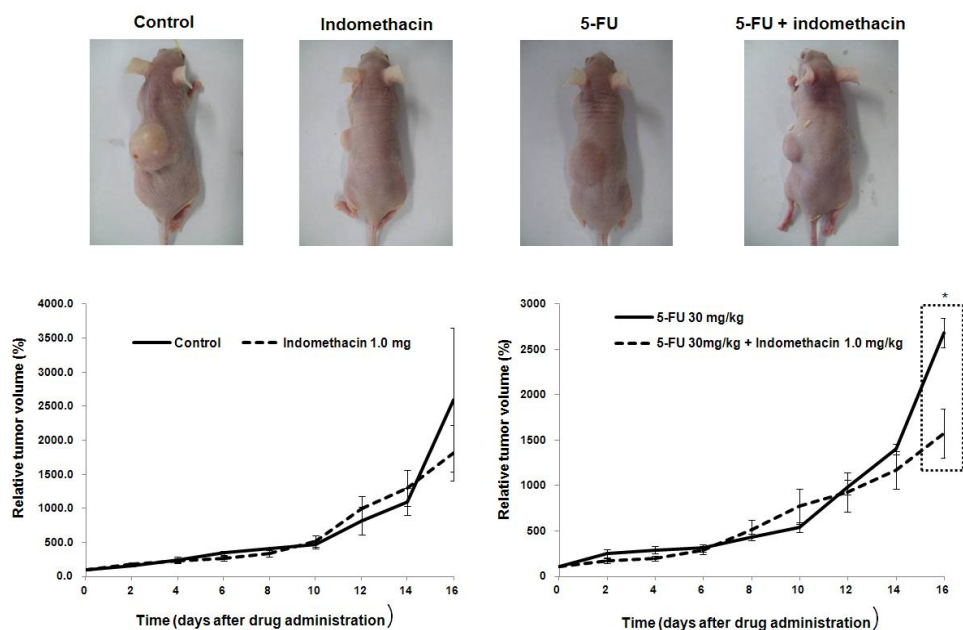 Control
Indomethacin
5-FU
5-FU + indomethacin
Relative tumor volume (%)
4000.0
3500.0
3000.0
2500.0
2000.0
1500.0
1000.0
500.0
0.0
Control
Indomethacin 1.0 mg
0 2 4 6 8 10 12 14 16
Time (days after drug administration)
Relative tumor volume (%)
3000
2500
2000
1500
1000
500
0
5-FU 30 mg/kg
5-FU 30mg/kg + Indomethacin 1.0 mg/kg
*
0 2 4 6 8 10 12 14 16
Time (days after drug administration)